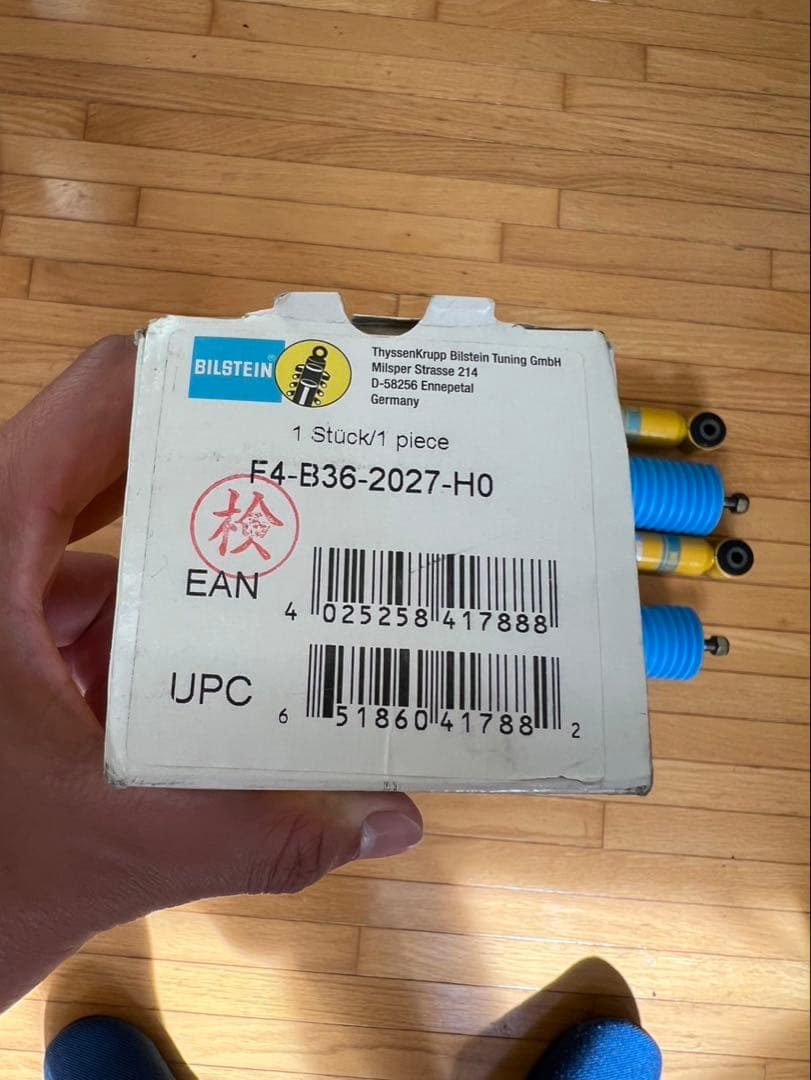 BILSTEIN®
ThyssenKrupp Bilstein Tuning GmbH
Milsper Strasse 214
D-58256 Ennepetal
Germany
1 Stück/1 piece
F4-B36-2027-H0
検
EAN
4 025258 417888
UPC
6 51860 41788 2